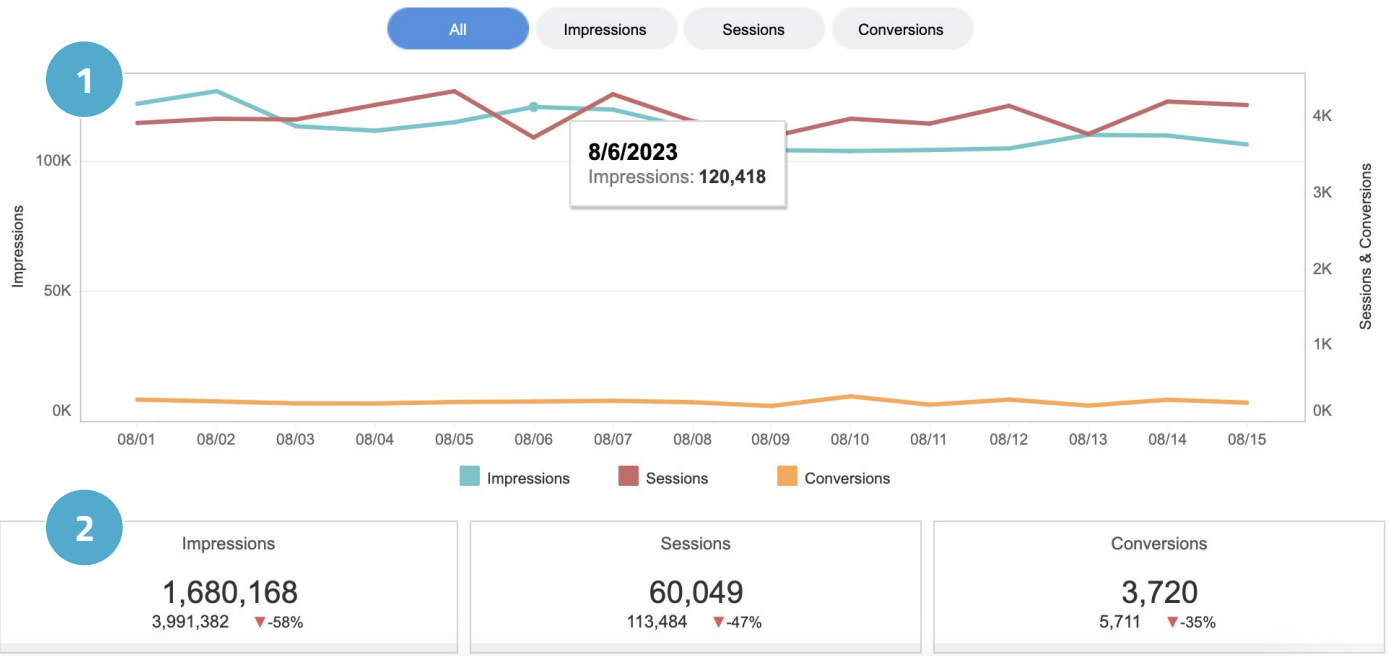 All Impressions Sessions Conversions
1
Impressions
100K
50K
0K
4K
3K
2K
1K
0K
Sessions & Conversions
8/6/2023
Impressions: 120,418
08/01 08/02 08/03 08/04 08/05 08/06 08/07 08/08 08/09 08/10 08/11 08/12 08/13 08/14 08/15
Impressions Sessions Conversions
2
Impressions
1,680,168
3,991,382 ▼-58%
Sessions
60,049
113,484 ▼-47%
Conversions
3,720
5,711 ▼-35%